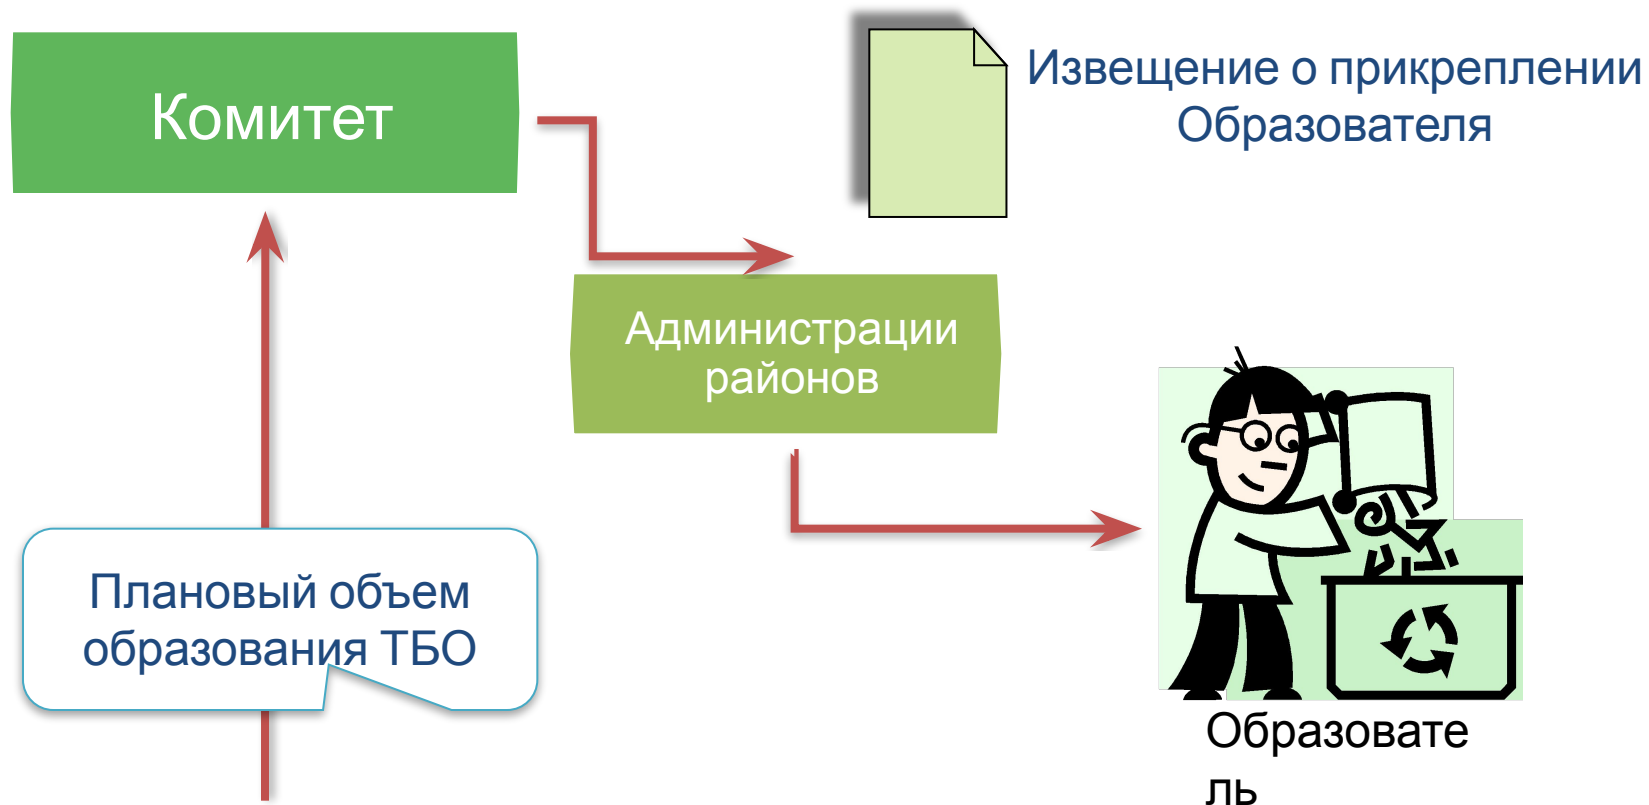 Комитет
Извещение о прикреплении
Образователя
Администрации
районов
Плановый объем
образования ТБО
Образовате
ль